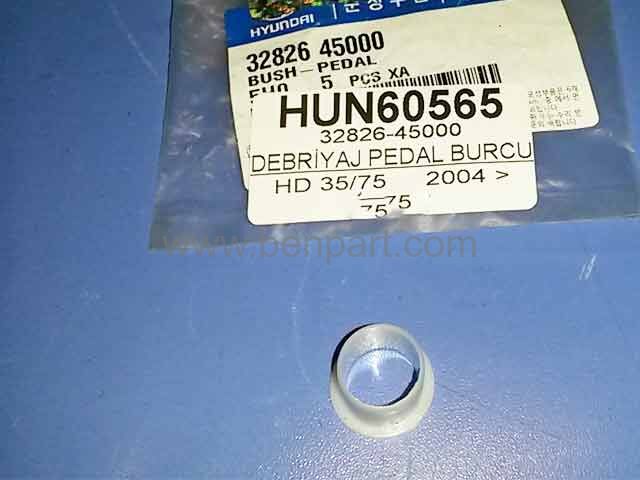 HYUNDAI
32826 45000
BUSH-PEDAL
5 PCS XA
HUN60565
32826-45000
DEBRİYAJ PEDAL BURCU
HD 35/75 2004 >
75
www.benpart.com